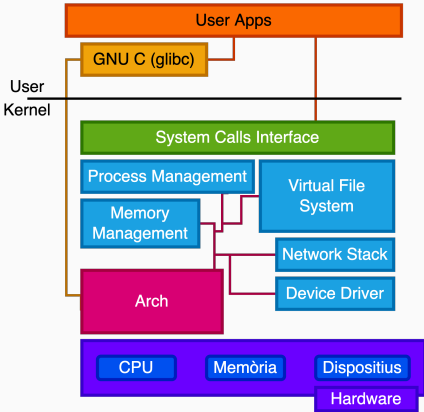 User Apps
GNU C (glibc)
User
Kernel
System Calls Interface
Process Management
Virtual File
System
Memory
Management
Network Stack
Device Driver
Arch
CPU
Memòria
Dispositius
Hardware